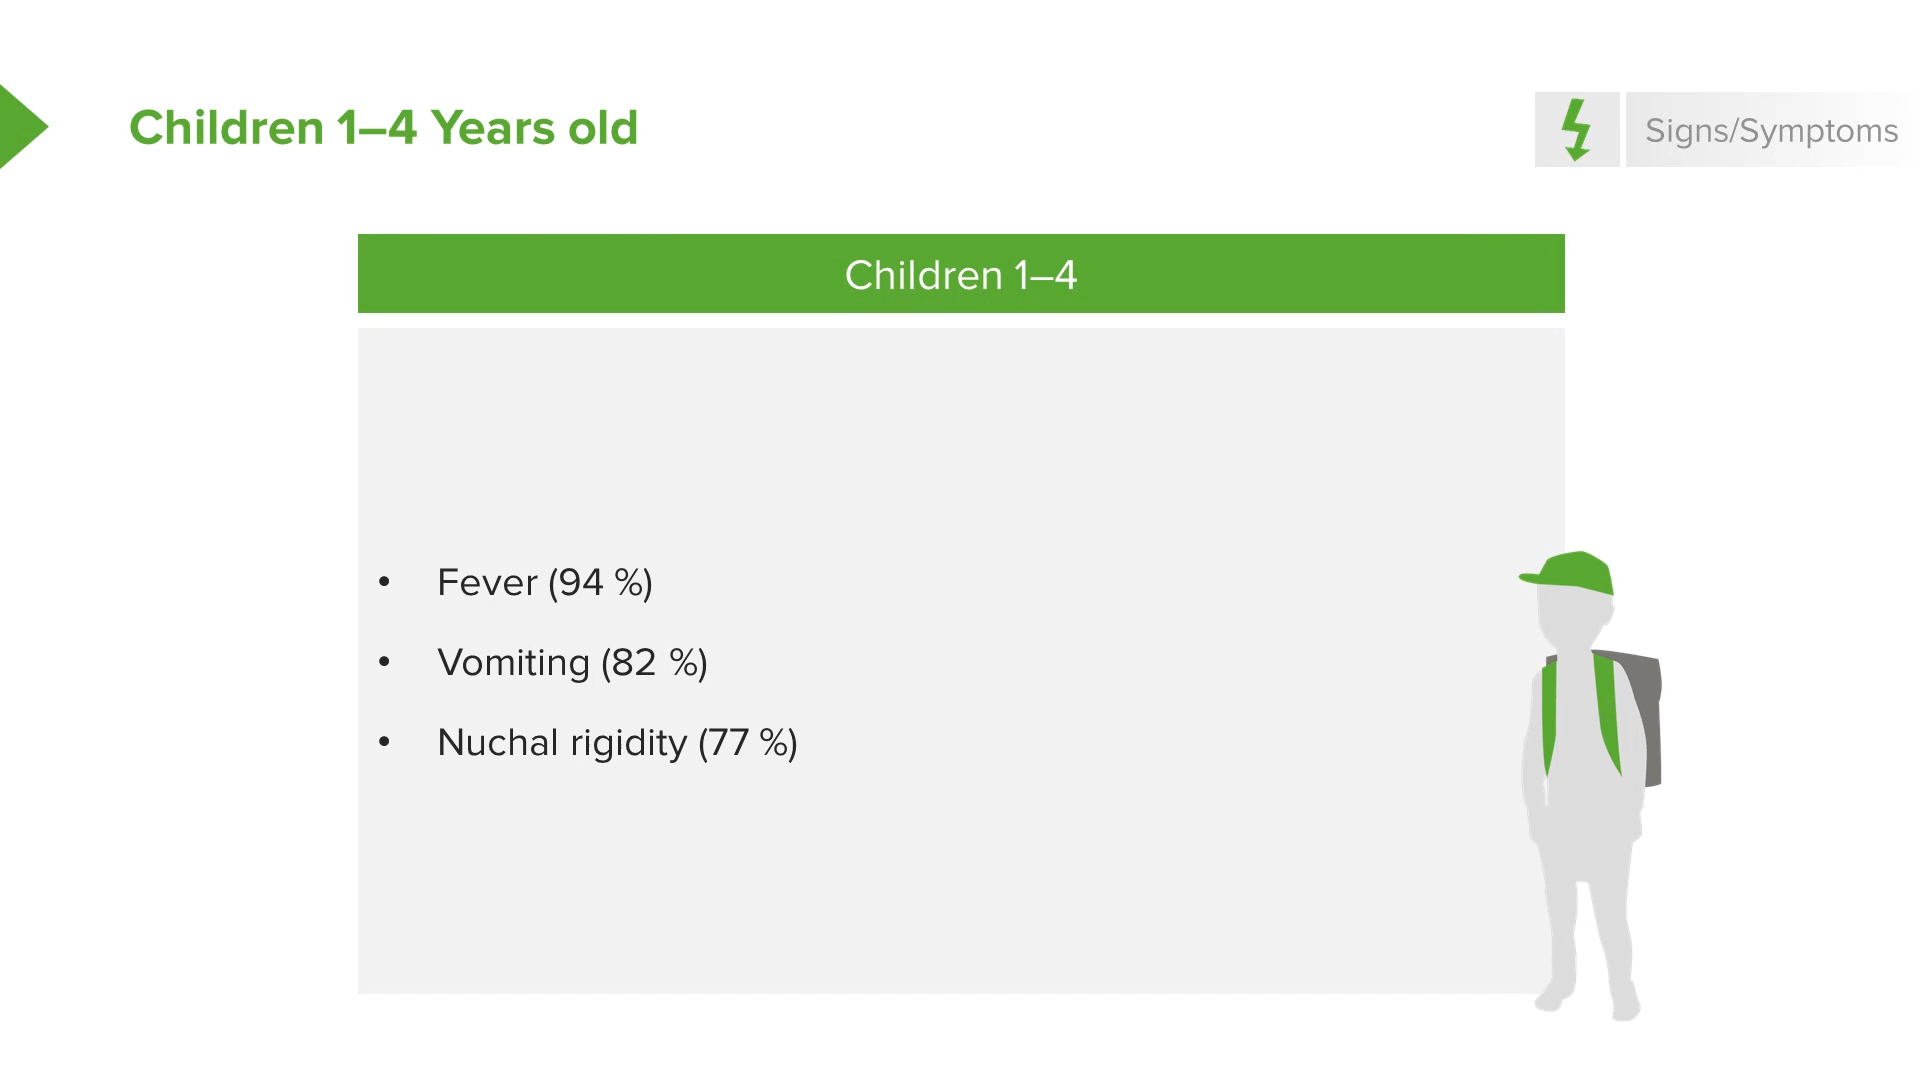 Children 1–4 Years old
Signs/Symptoms
Children 1–4
• Fever (94 %)
• Vomiting (82 %)
• Nuchal rigidity (77 %)